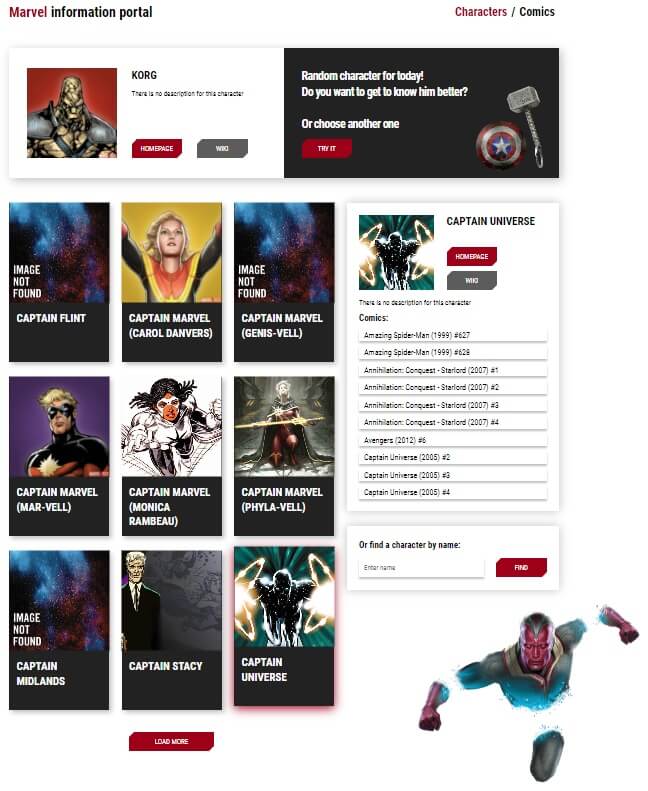 Marvel information portal
Characters / Comics
KORG
There is no description for this character
HOMEPAGE
WIKI
Random character for today!
Do you want to get to know him better?
Or choose another one
TRY IT
IMAGE
NOT
FOUND
CAPTAIN FLINT
CAPTAIN MARVEL
(CAROL DANVERS)
IMAGE
NOT
FOUND
CAPTAIN MARVEL
(GENIS-VELL)
CAPTAIN MARVEL
(MAR-VELL)
CAPTAIN MARVEL
(MONICA
RAMBEAU)
CAPTAIN MARVEL
(PHYLA-VELL)
IMAGE
NOT
FOUND
CAPTAIN
MIDLANDS
CAPTAIN STACY
CAPTAIN
UNIVERSE
LOAD MORE
CAPTAIN UNIVERSE
HOMEPAGE
WIKI
There is no description for this character
Comics:
Amazing Spider-Man (1999) #627
Amazing Spider-Man (1999) #628
Annihilation: Conquest - Starlord (2007) #1
Annihilation: Conquest - Starlord (2007) #2
Annihilation: Conquest - Starlord (2007) #3
Annihilation: Conquest - Starlord (2007) #4
Avengers (2012) #6
Captain Universe (2005) #2
Captain Universe (2005) #3
Captain Universe (2005) #4
Or find a character by name:
Enter name
FIND